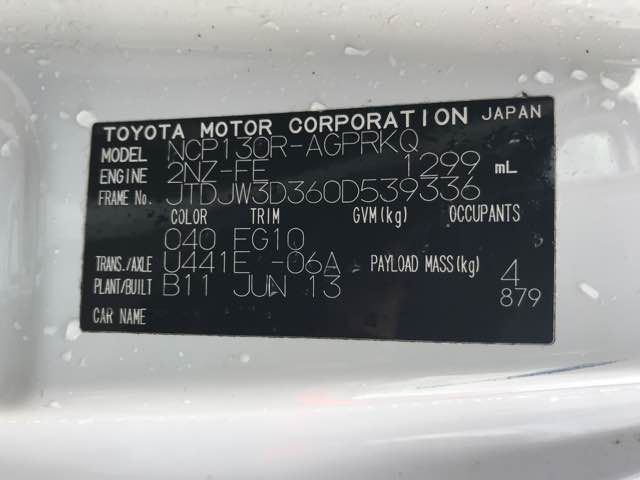 TOYOTA MOTOR CORPORATION JAPAN
MODEL NCP130R-AGPRKQ
ENGINE 2NZ-FE 1299 mL
FRAME No. JTDJW3D360D539336
COLOR TRIM GVM(kg) OCCUPANTS
040 EG10
TRANS./AXLE U441E -06A PAYLOAD MASS(kg) 4
PLANT/BUILT B11 JUN 13 879
CAR NAME